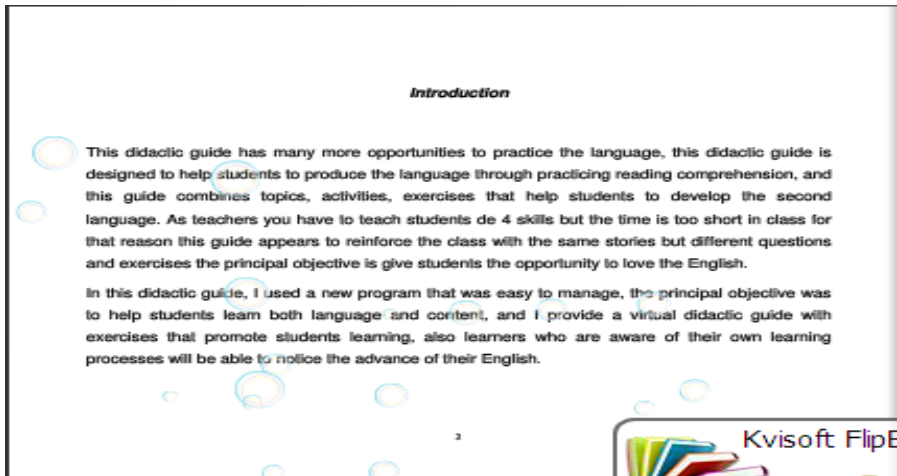 Introduction
This didactic guide has many more opportunities to practice the language, this didactic guide is
designed to help students to produce the language through practicing reading comprehension, and
this guide combines topics, activities, exercises that help students to develop the second
language. As teachers you have to teach students de 4 skills but the time is too short in class for
that reason this guide appears to reinforce the class with the same stories but different questions
and exercises the principal objective is give students the opportunity to love the English.
In this didactic guide, I used a new program that was easy to manage, the principal objective was
to help students learn both language and content, and I provide a virtual didactic guide with
exercises that promote students learning, also learners who are aware of their own learning
processes will be able to notice the advance of their English.
Kvisoft Flip